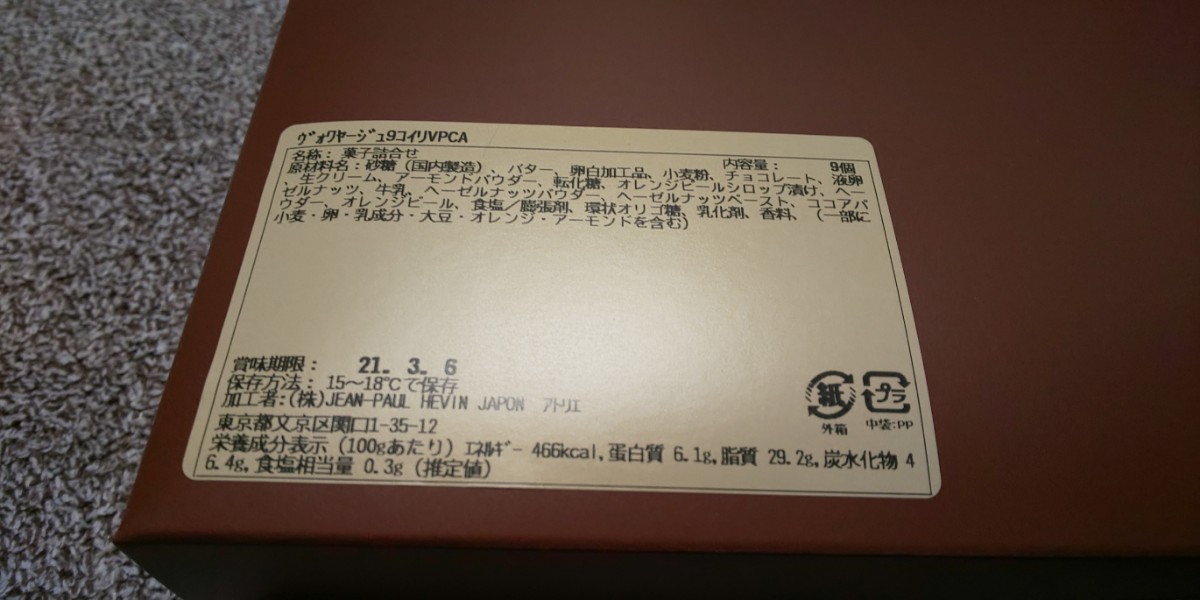 ヴォワヤージュ9コイリVPCA
名称：菓子詰合せ 内容量： 9個
原材料名：砂糖（国内製造）、バター、卵白加工品、小麦粉、チョコレート、液卵
、生クリーム、アーモンドパウダー、転化糖、オレンジピールシロップ漬け、ヘー
ゼルナッツ、牛乳、ヘーゼルナッツパウダー、ヘーゼルナッツペースト、ココアパ
ウダー、オレンジピール、食塩／膨張剤、環状オリゴ糖、乳化剤、香料、（一部に
小麦・卵・乳成分・大豆・オレンジ・アーモンドを含む）
賞味期限： 21. 3. 6
保存方法：15～18℃で保存
加工者：(株)JEAN-PAUL HEVIN JAPON アトリエ
東京都文京区関口1-35-12
栄養成分表示（100gあたり）エネルギー 466kcal,蛋白質 6.1g,脂質 29.2g,炭水化物 4
6.4g,食塩相当量 0.3g（推定値）
紙 プラ
外箱 中袋:PP